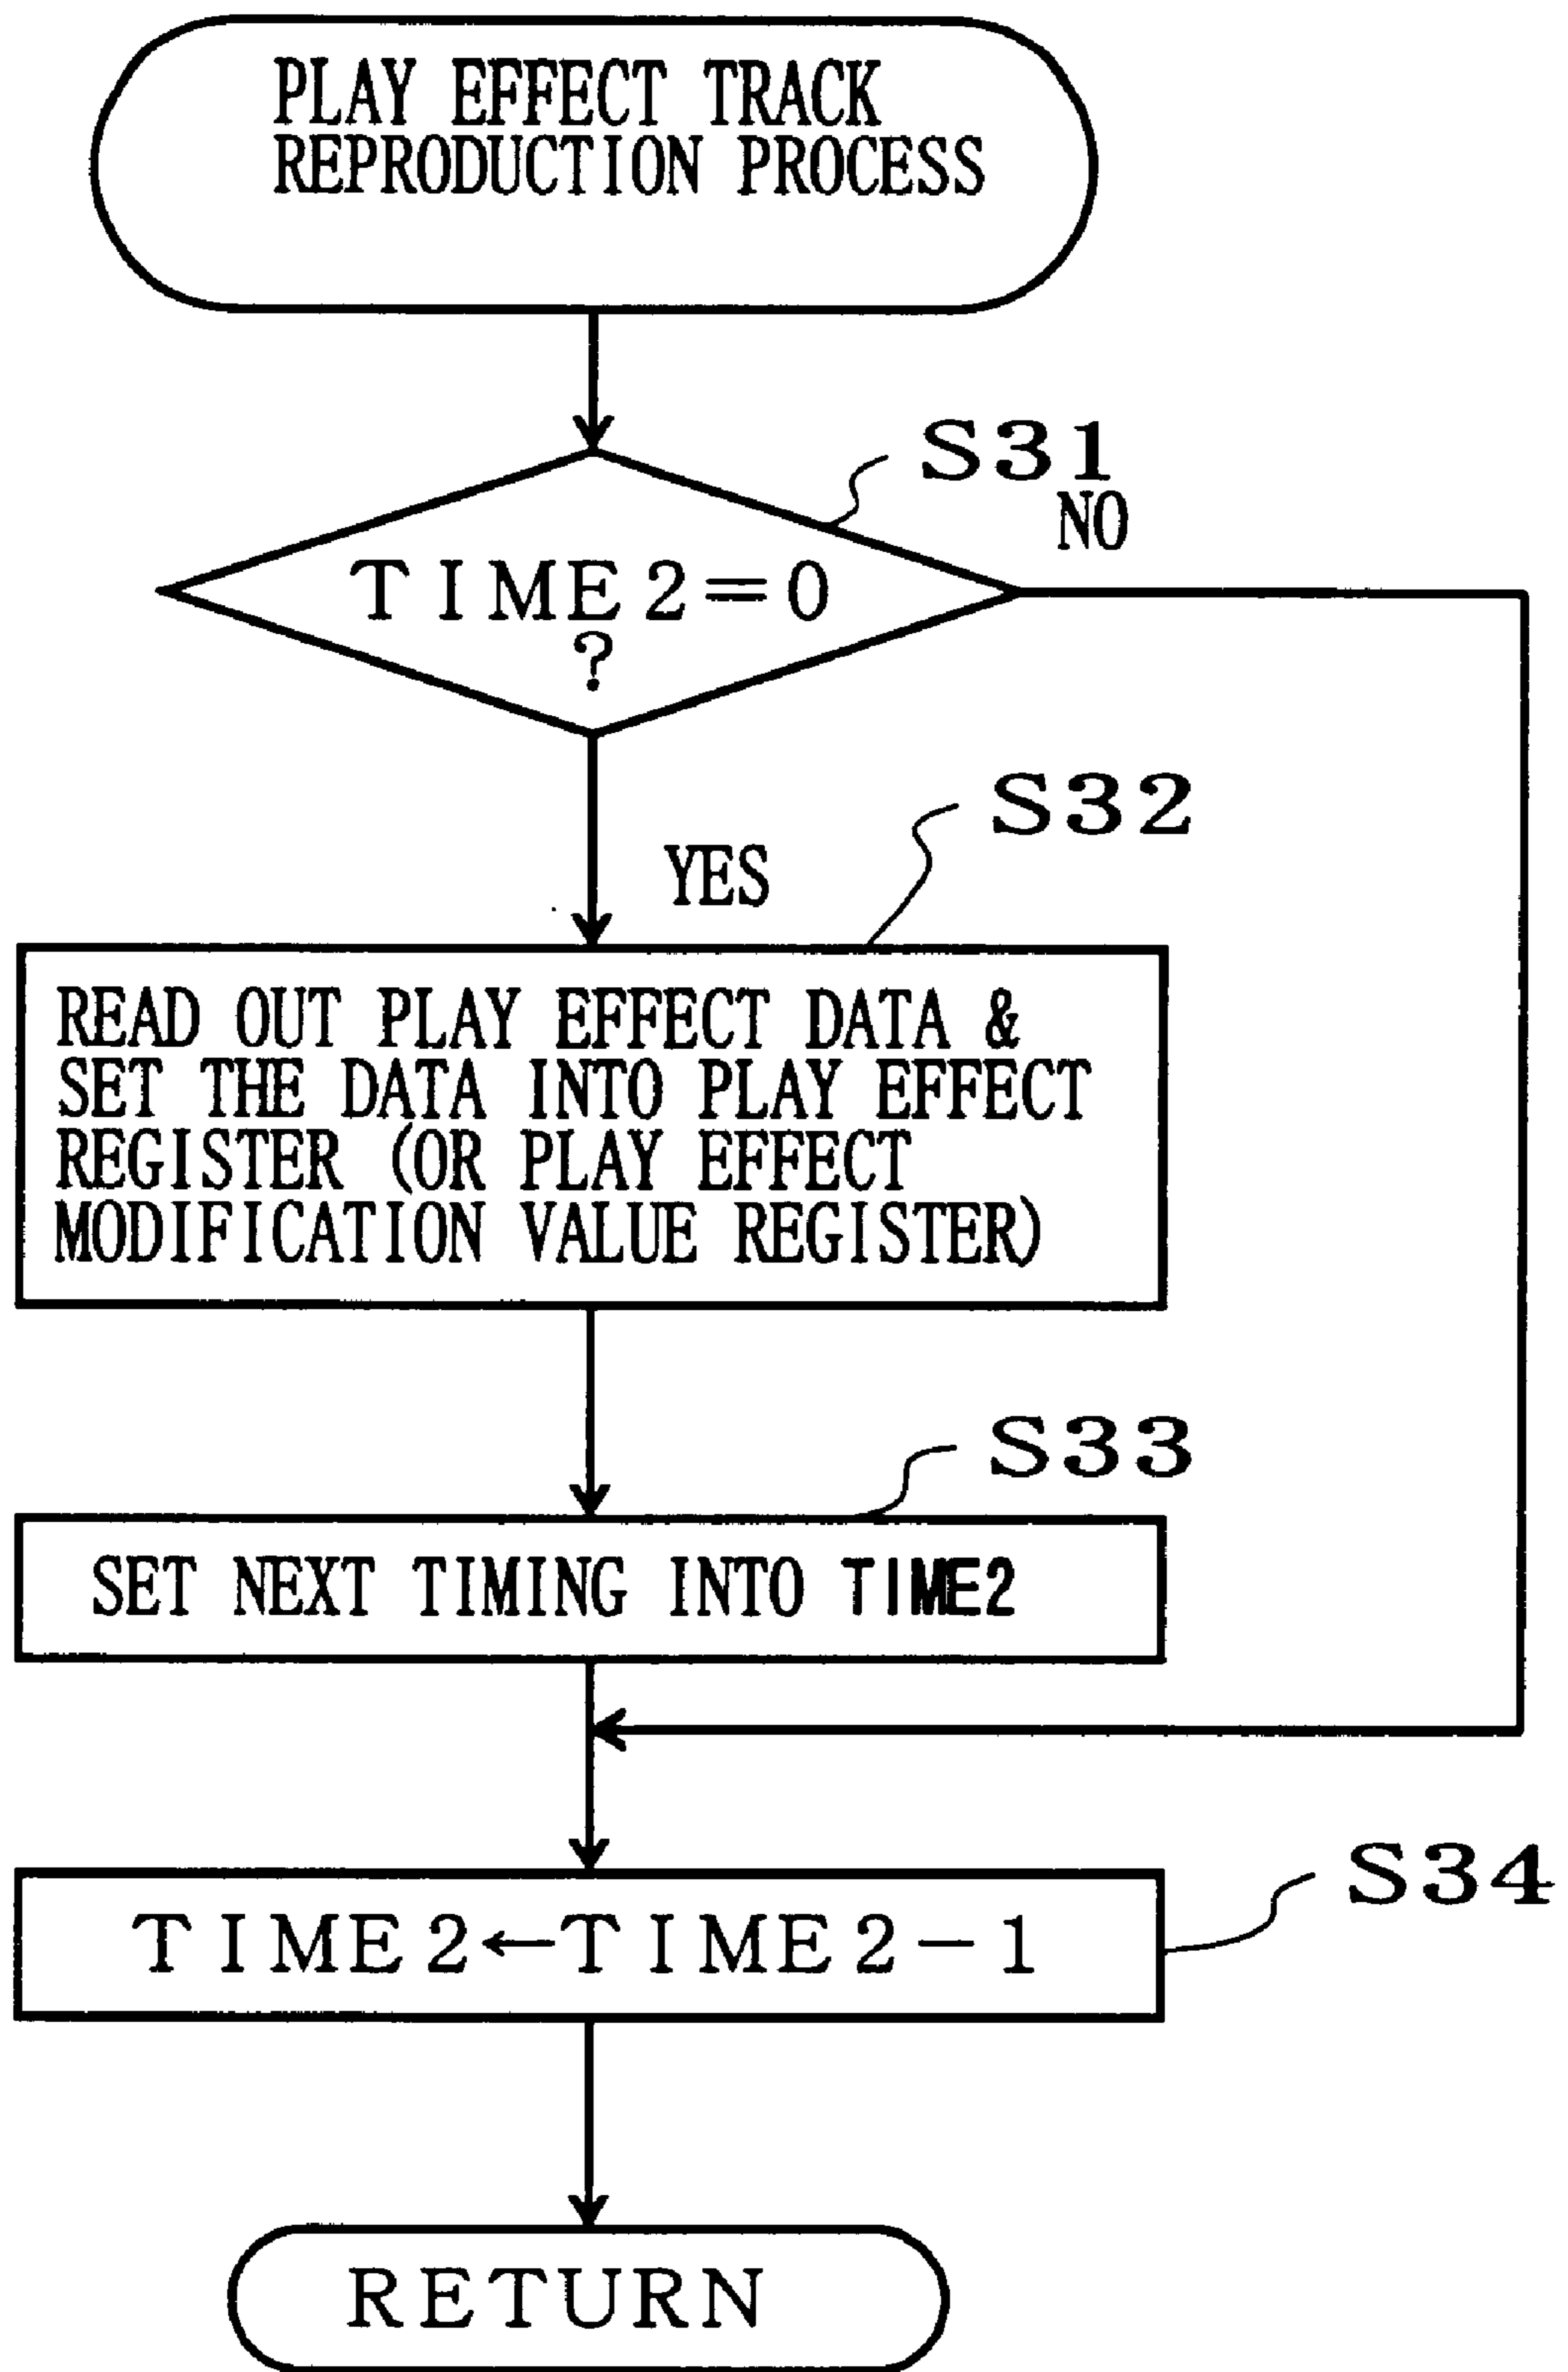 PLAY EFFECT TRACK
REPRODUCTION PROCESS
S31
NO
TIME2=0
?
S32
YES
READ OUT PLAY EFFECT DATA &
SET THE DATA INTO PLAY EFFECT
REGISTER (OR PLAY EFFECT
MODIFICATION VALUE REGISTER)
S33
SET NEXT TIMING INTO TIME2
S34
TIME2←TIME2-1
RETURN